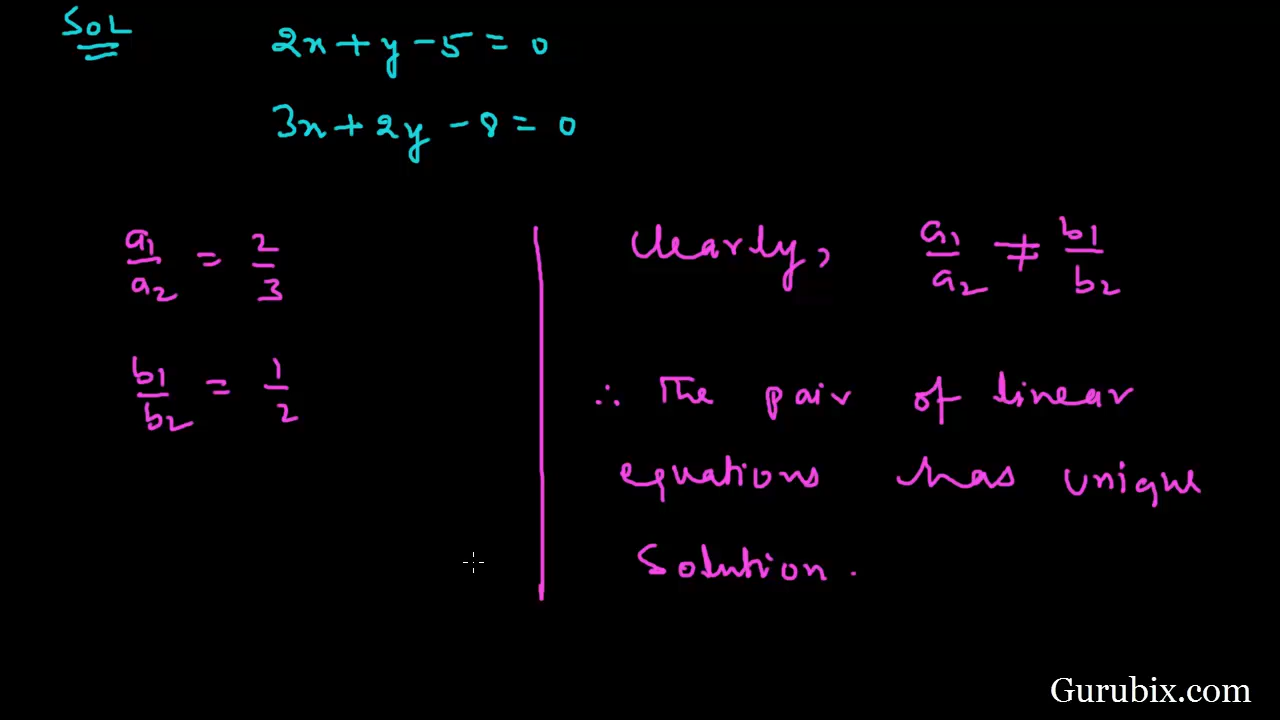 Sol
2x + y - 5 = 0
3x + 2y - 8 = 0
a1/a2 = 2/3
b1/b2 = 1/2
Clearly, a1/a2 ≠ b1/b2
∴ The pair of linear
equations has unique
Solution.
Gurubix.com